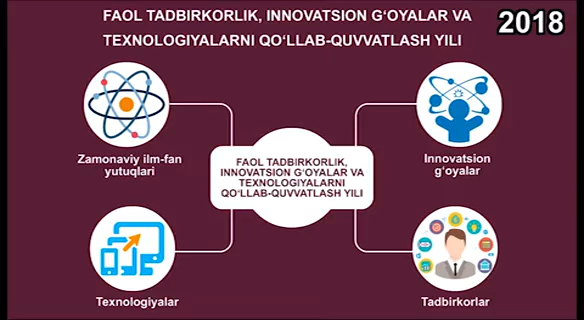 FAOL TADBIRKORLIK, INNOVATSION G‘OYALAR VA
TEXNOLOGIYALARNI QO‘LLAB-QUVVATLASH YILI
2018
Zamonaviy ilm-fan
yutuqlari
Innovatsion
g‘oyalar
FAOL TADBIRKORLIK,
INNOVATSION G‘OYALAR VA
TEXNOLOGIYALARNI
QO‘LLAB-QUVVATLASH YILI
Texnologiyalar
Tadbirkorlar